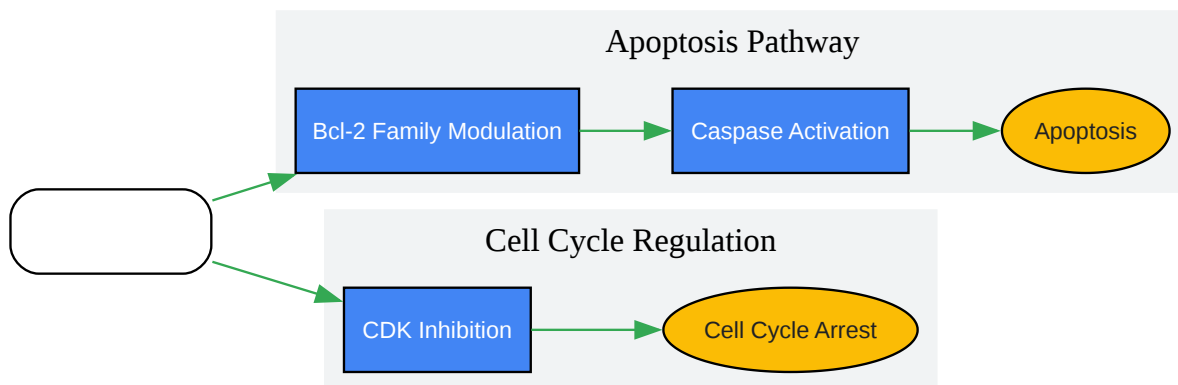 Apoptosis Pathway
Bcl-2 Family Modulation
Caspase Activation
Apoptosis
Cell Cycle Regulation
CDK Inhibition
Cell Cycle Arrest